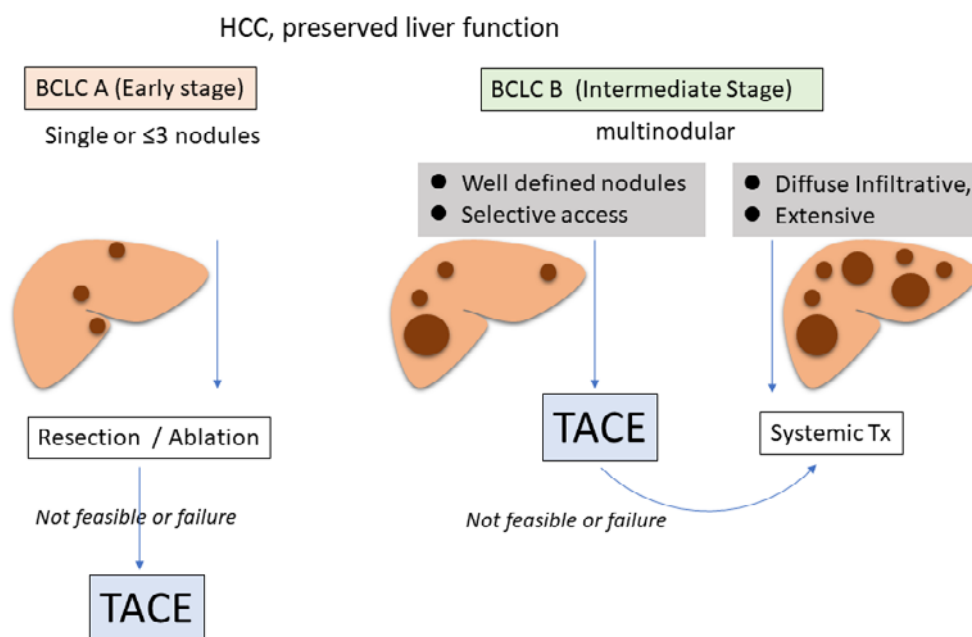 HCC, preserved liver function
BCLC A (Early stage)
Single or ≤3 nodules
Resection / Ablation
Not feasible or failure
TACE
BCLC B (Intermediate Stage)
multinodular
● Well defined nodules
● Selective access
● Diffuse Infiltrative,
● Extensive
TACE
Systemic Tx
Not feasible or failure